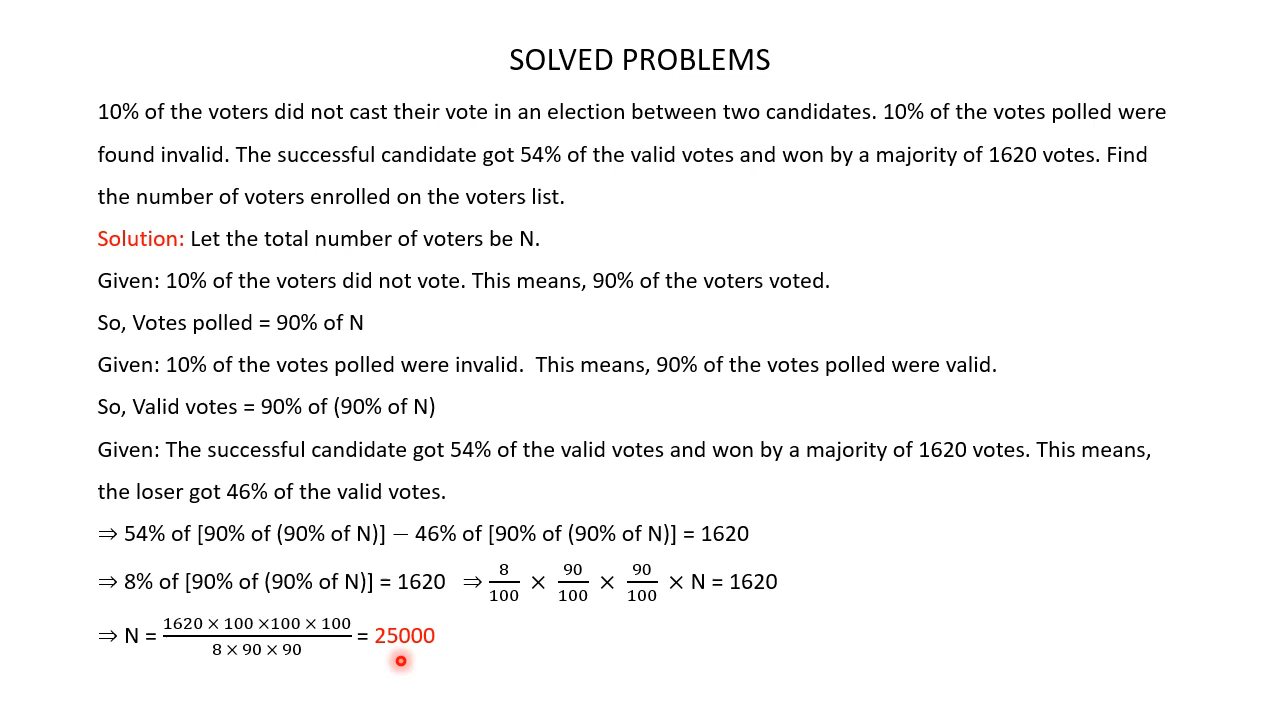 SOLVED PROBLEMS
10% of the voters did not cast their vote in an election between two candidates. 10% of the votes polled were
found invalid. The successful candidate got 54% of the valid votes and won by a majority of 1620 votes. Find
the number of voters enrolled on the voters list.
Solution: Let the total number of voters be N.
Given: 10% of the voters did not vote. This means, 90% of the voters voted.
So, Votes polled = 90% of N
Given: 10% of the votes polled were invalid.  This means, 90% of the votes polled were valid.
So, Valid votes = 90% of (90% of N)
Given: The successful candidate got 54% of the valid votes and won by a majority of 1620 votes. This means,
the loser got 46% of the valid votes.
⇒ 54% of [90% of (90% of N)] − 46% of [90% of (90% of N)] = 1620
⇒ 8% of [90% of (90% of N)] = 1620 ⇒ 8/100 × 90/100 × 90/100 × N = 1620
⇒ N = 1620 × 100 ×100 × 100 / 8 × 90 × 90 = 25000